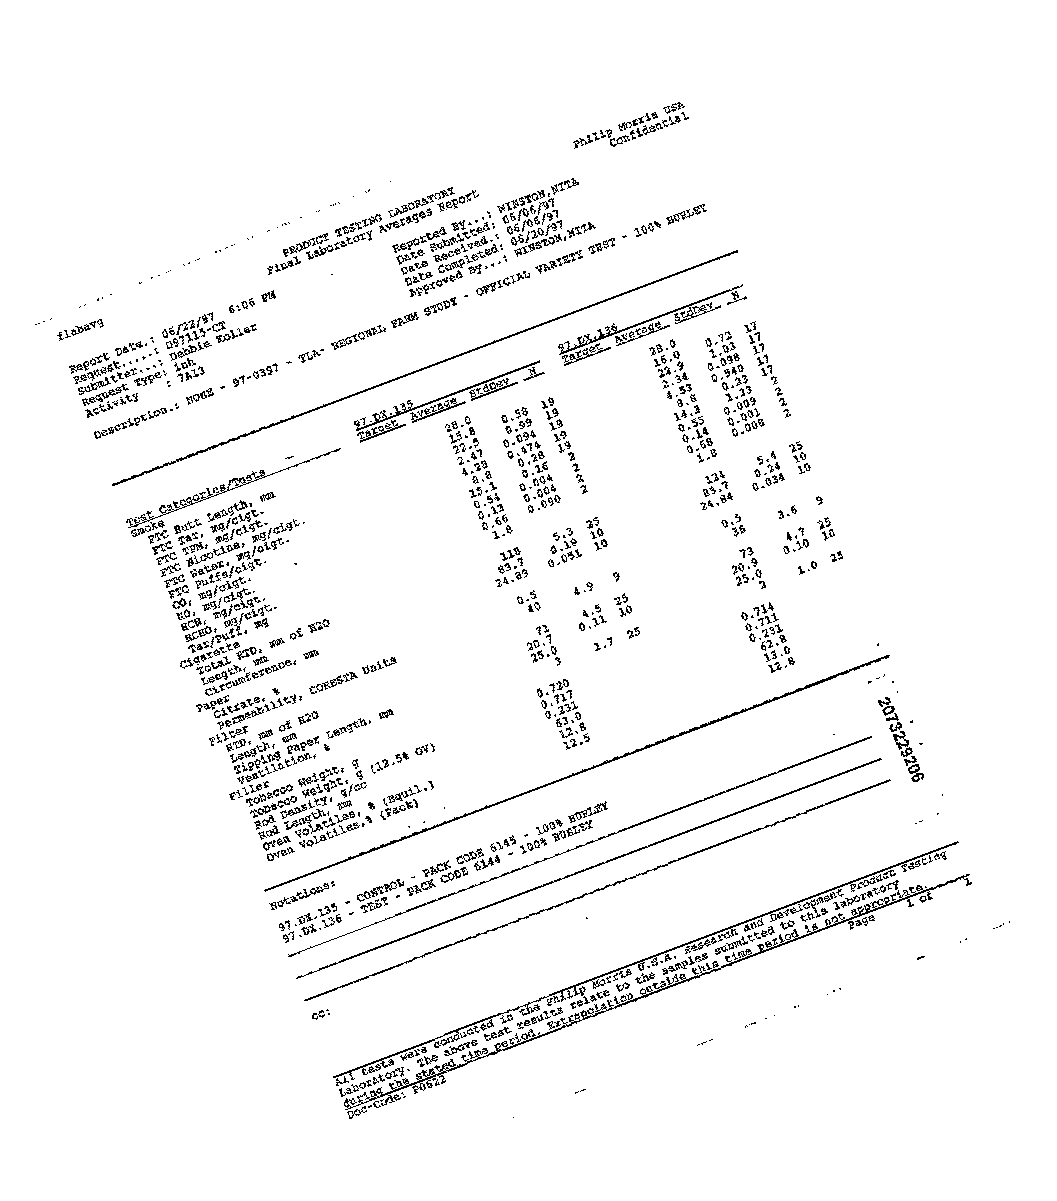 Philip Morris USA
Confidential
PRODUCT TESTING LABORATORY
Final Laboratory Averages Report
flabavg
Report Date.: 06/22/97 6:06 PM Reported By...: WINSTON,NITA
Request.....: D97115-CT Date Submitted: 06/06/97
Submitter...: Debbie Koller Date Received.: 06/06/97
Request Type: Inh Date Completed: 06/20/97
Activity : 7A13 Approved By...: WINSTON,NITA
Description.: NONE - 97-0397 - YLA- REGIONAL FARM STUDY - OFFICIAL VARIETY TEST - 100% BURLEY
97.DX.135 97.DX.136
Test Categories/Tests Target Average StdDev N Target Average StdDev N
Smoke
FTC Butt Length, mm 28.0 28.0
FTC Tar, mg/cigt. 15.8 0.58 19 16.0 0.72 17
FTC TPM, mg/cigt. 22.5 0.99 19 22.9 1.03 17
FTC Nicotine, mg/cigt. 2.47 0.094 19 2.34 0.098 17
FTC Water, mg/cigt. 4.28 0.474 19 4.53 0.540 17
FTC Puffs/cigt. 8.8 0.28 19 8.8 0.23 17
CO, mg/cigt. 15.1 0.16 2 14.3 1.23 2
NO, mg/cigt. 0.54 0.004 2 0.55 0.009 2
HCN, mg/cigt. 0.13 0.004 2 0.14 0.001 2
HCHO, mg/cigt. 0.66 0.090 2 0.68 0.008 2
Tar/Puff, mg 1.8 1.8
Cigarette
Total RTD, mm of H2O 118 5.3 25 124 5.4 25
Length, mm 83.7 0.19 10 83.7 0.24 10
Circumference, mm 24.89 0.051 10 24.84 0.034 10
Paper
Citrate, % 0.5 0.5
Permeability, CORESTA Units 40 4.9 9 38 3.6 9
Filter
RTD, mm of H2O 71 4.5 25 73 4.7 25
Length, mm 20.7 0.11 10 20.9 0.10 10
Tipping Paper Length, mm 25.0 25.0
Ventilation, % 3 1.7 25 2 1.0 25
Filler
Tobacco Weight, g 0.720 0.714
Tobacco Weight, g (12.5% OV) 0.717 0.711
Rod Density, g/cc 0.231 0.231
Rod Length, mm 63.0 62.8
Oven Volatiles, % (Equil.) 12.8 13.0
Oven Volatiles,% (Pack) 12.5 12.8
2073229206
Notations:
97.DX.135 - CONTROL - PACK CODE 6145 - 100% BURLEY
97.DX.136 - TEST - PACK CODE 6144 - 100% BURLEY
cc:
All tests were conducted in the Philip Morris U.S.A. Research and Development Product Testing
Laboratory. The above test results relate to the samples submitted to this laboratory
during the stated time period. Extrapolation outside this time period is not appropriate.
Doc-Code: P0622 Page 1 of 1